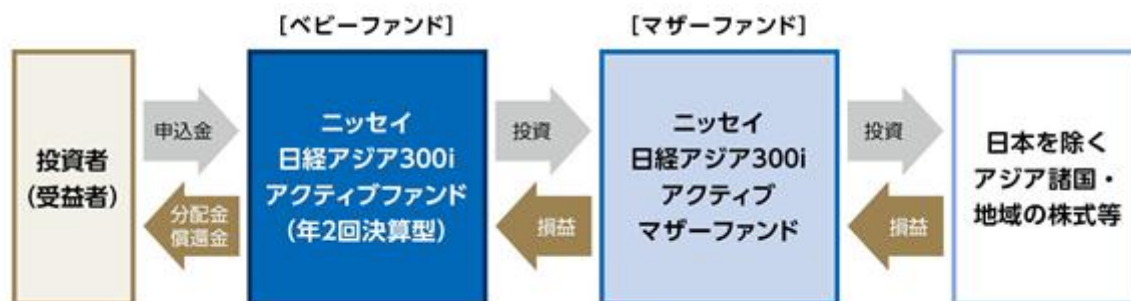 [ベビーファンド]
[マザーファンド]
投資者
(受益者)
申込金
分配金
償還金
ニッセイ
日経アジア300i
アクティブファンド
(年2回決算型)
投資
損益
ニッセイ
日経アジア300i
アクティブ
マザーファンド
投資
損益
日本を除く
アジア諸国・
地域の株式等